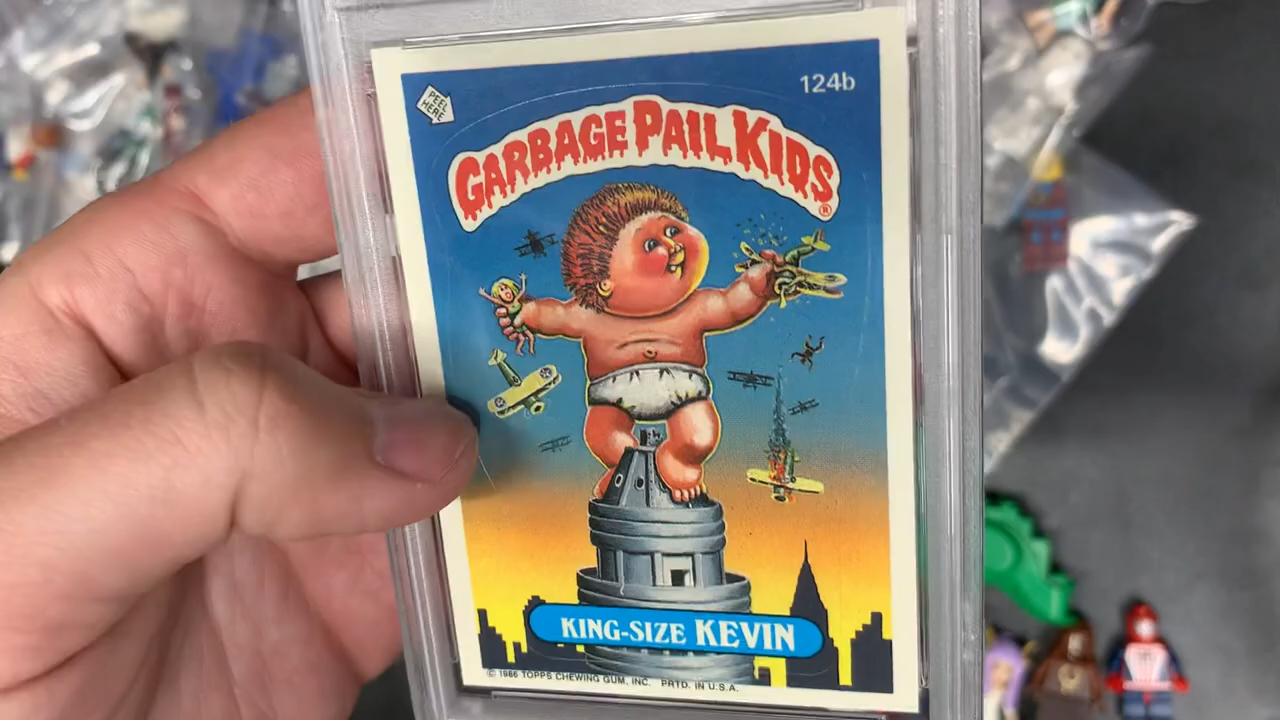 PEEL HERE
124b
GARBAGE PAIL KIDS®
KING-SIZE KEVIN
© 1986 TOPPS CHEWING GUM, INC. PRTD. IN U.S.A.